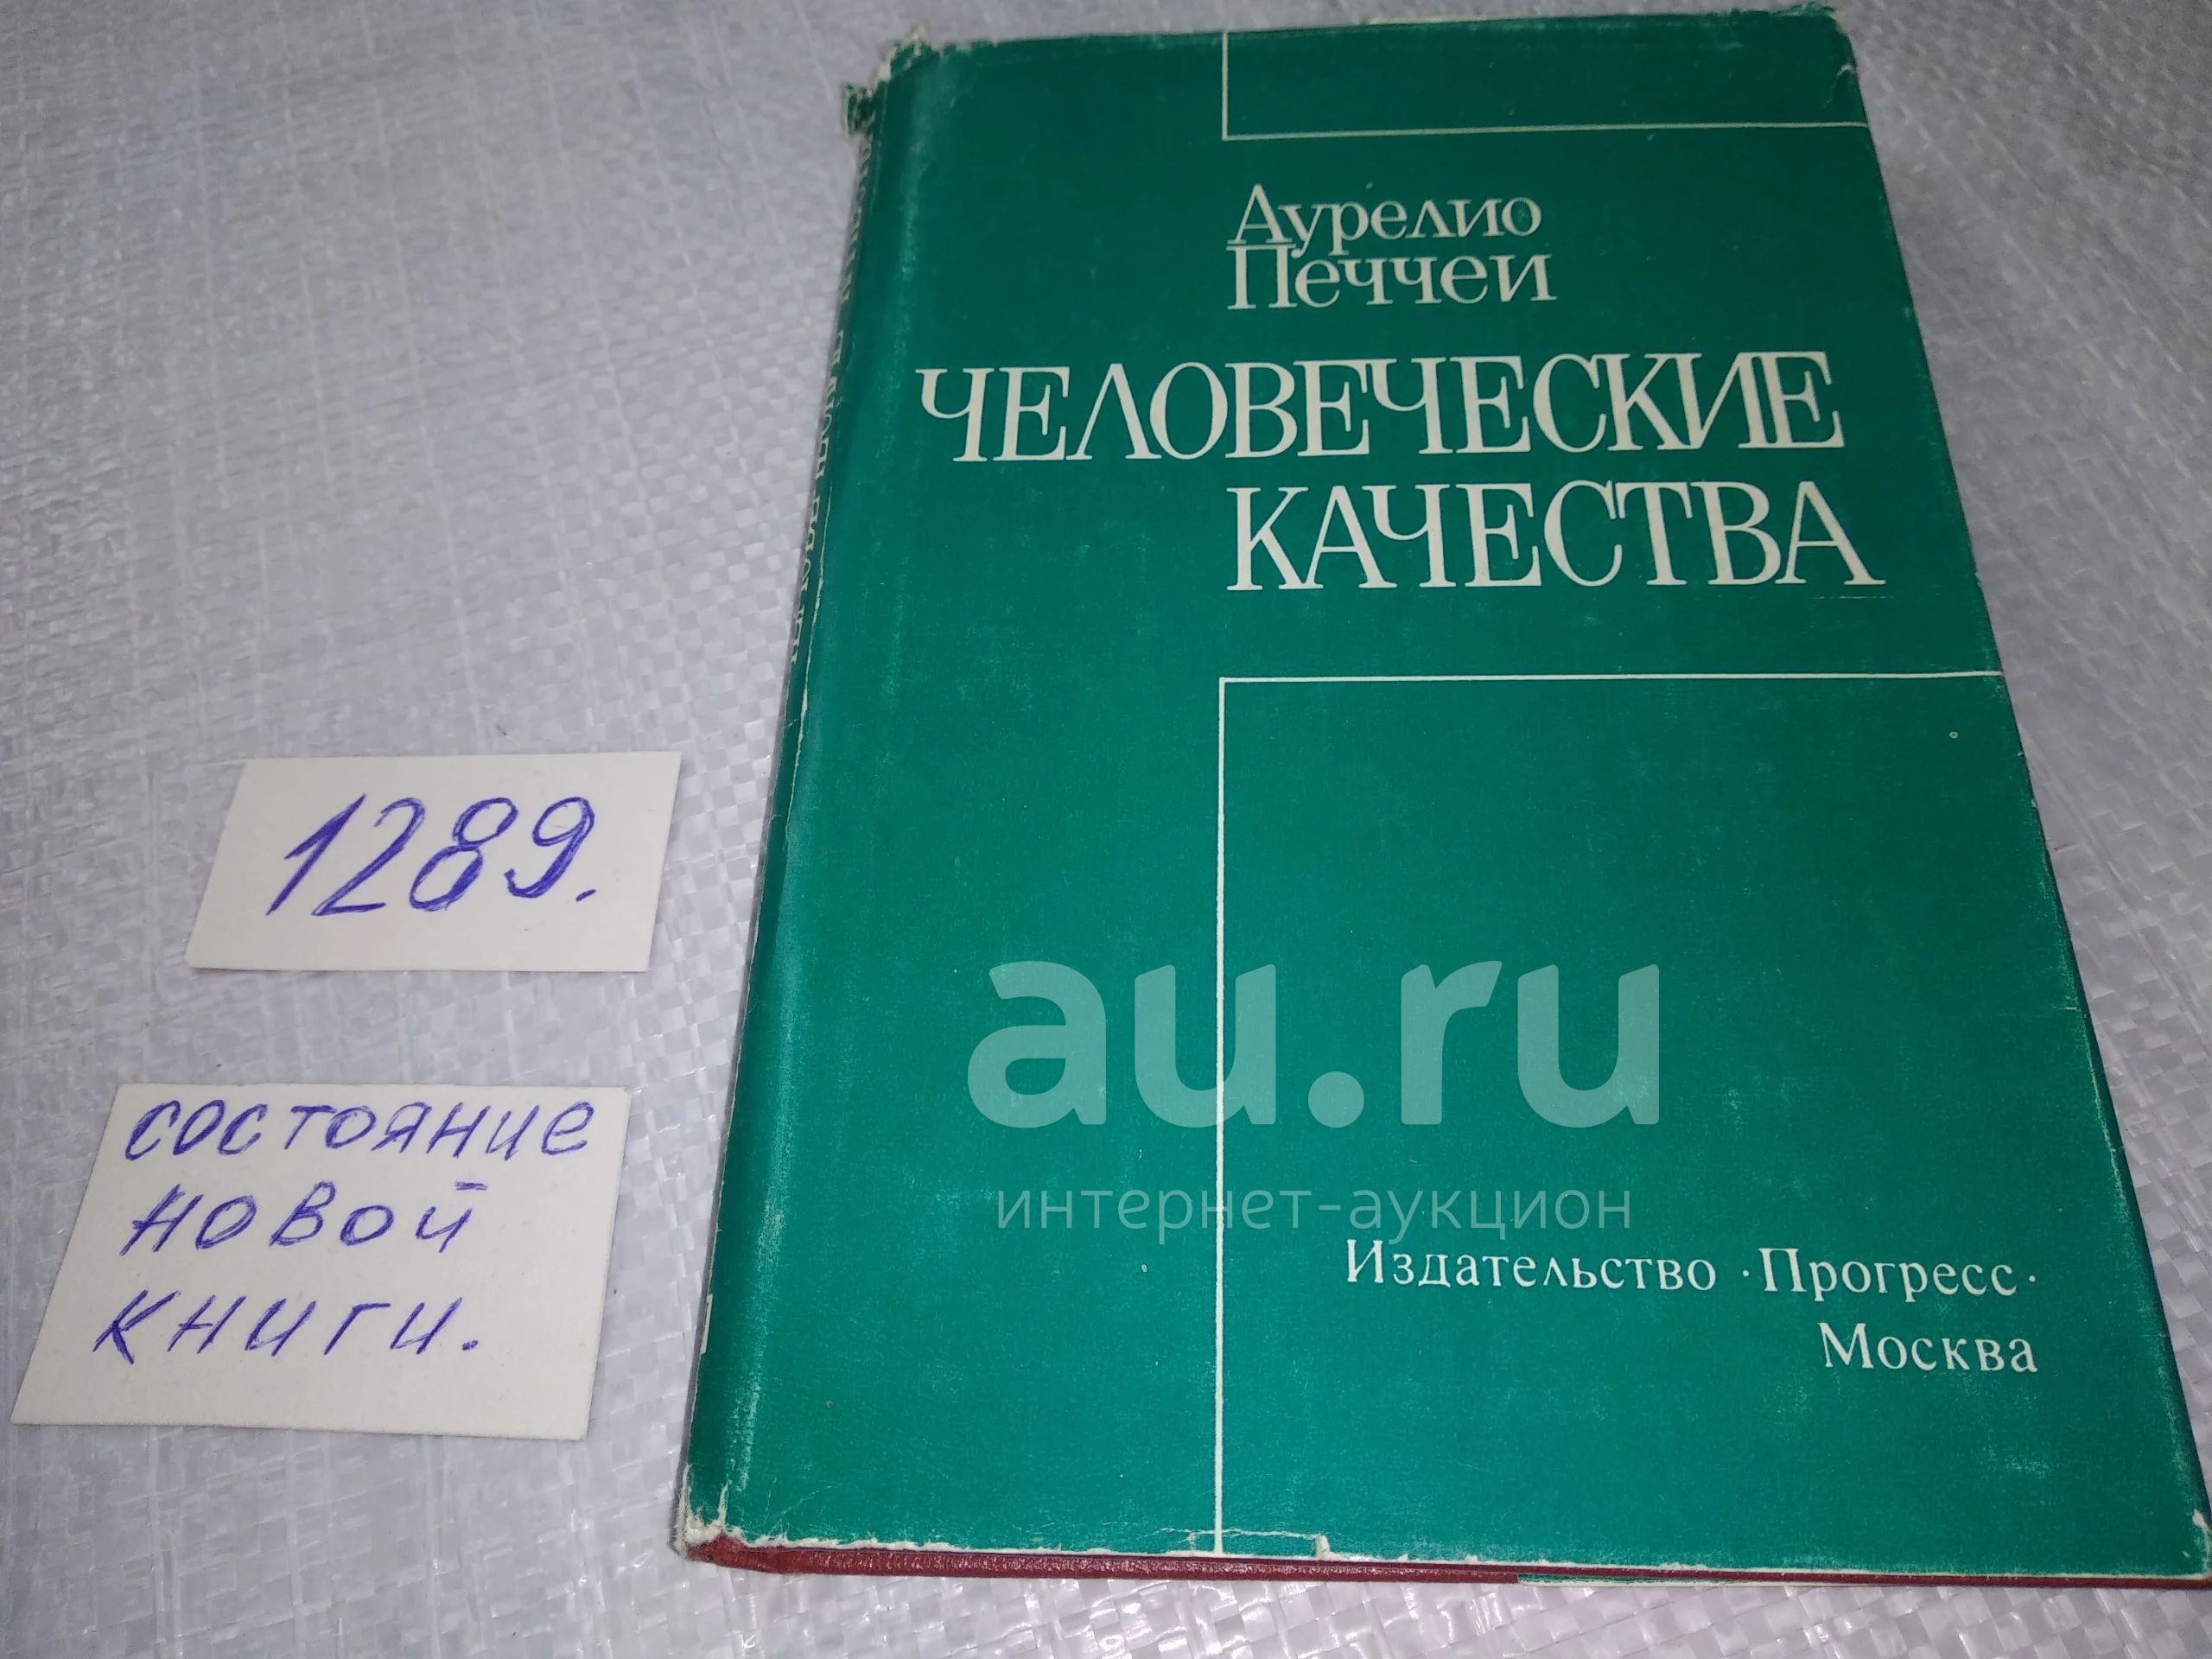 Аурелио
Печчеи
ЧЕЛОВЕЧЕСКИЕ
КАЧЕСТВА
1289.
au.ru
интернет-аукцион
состояние
новой
книги.
Издательство · Прогресс ·
Москва